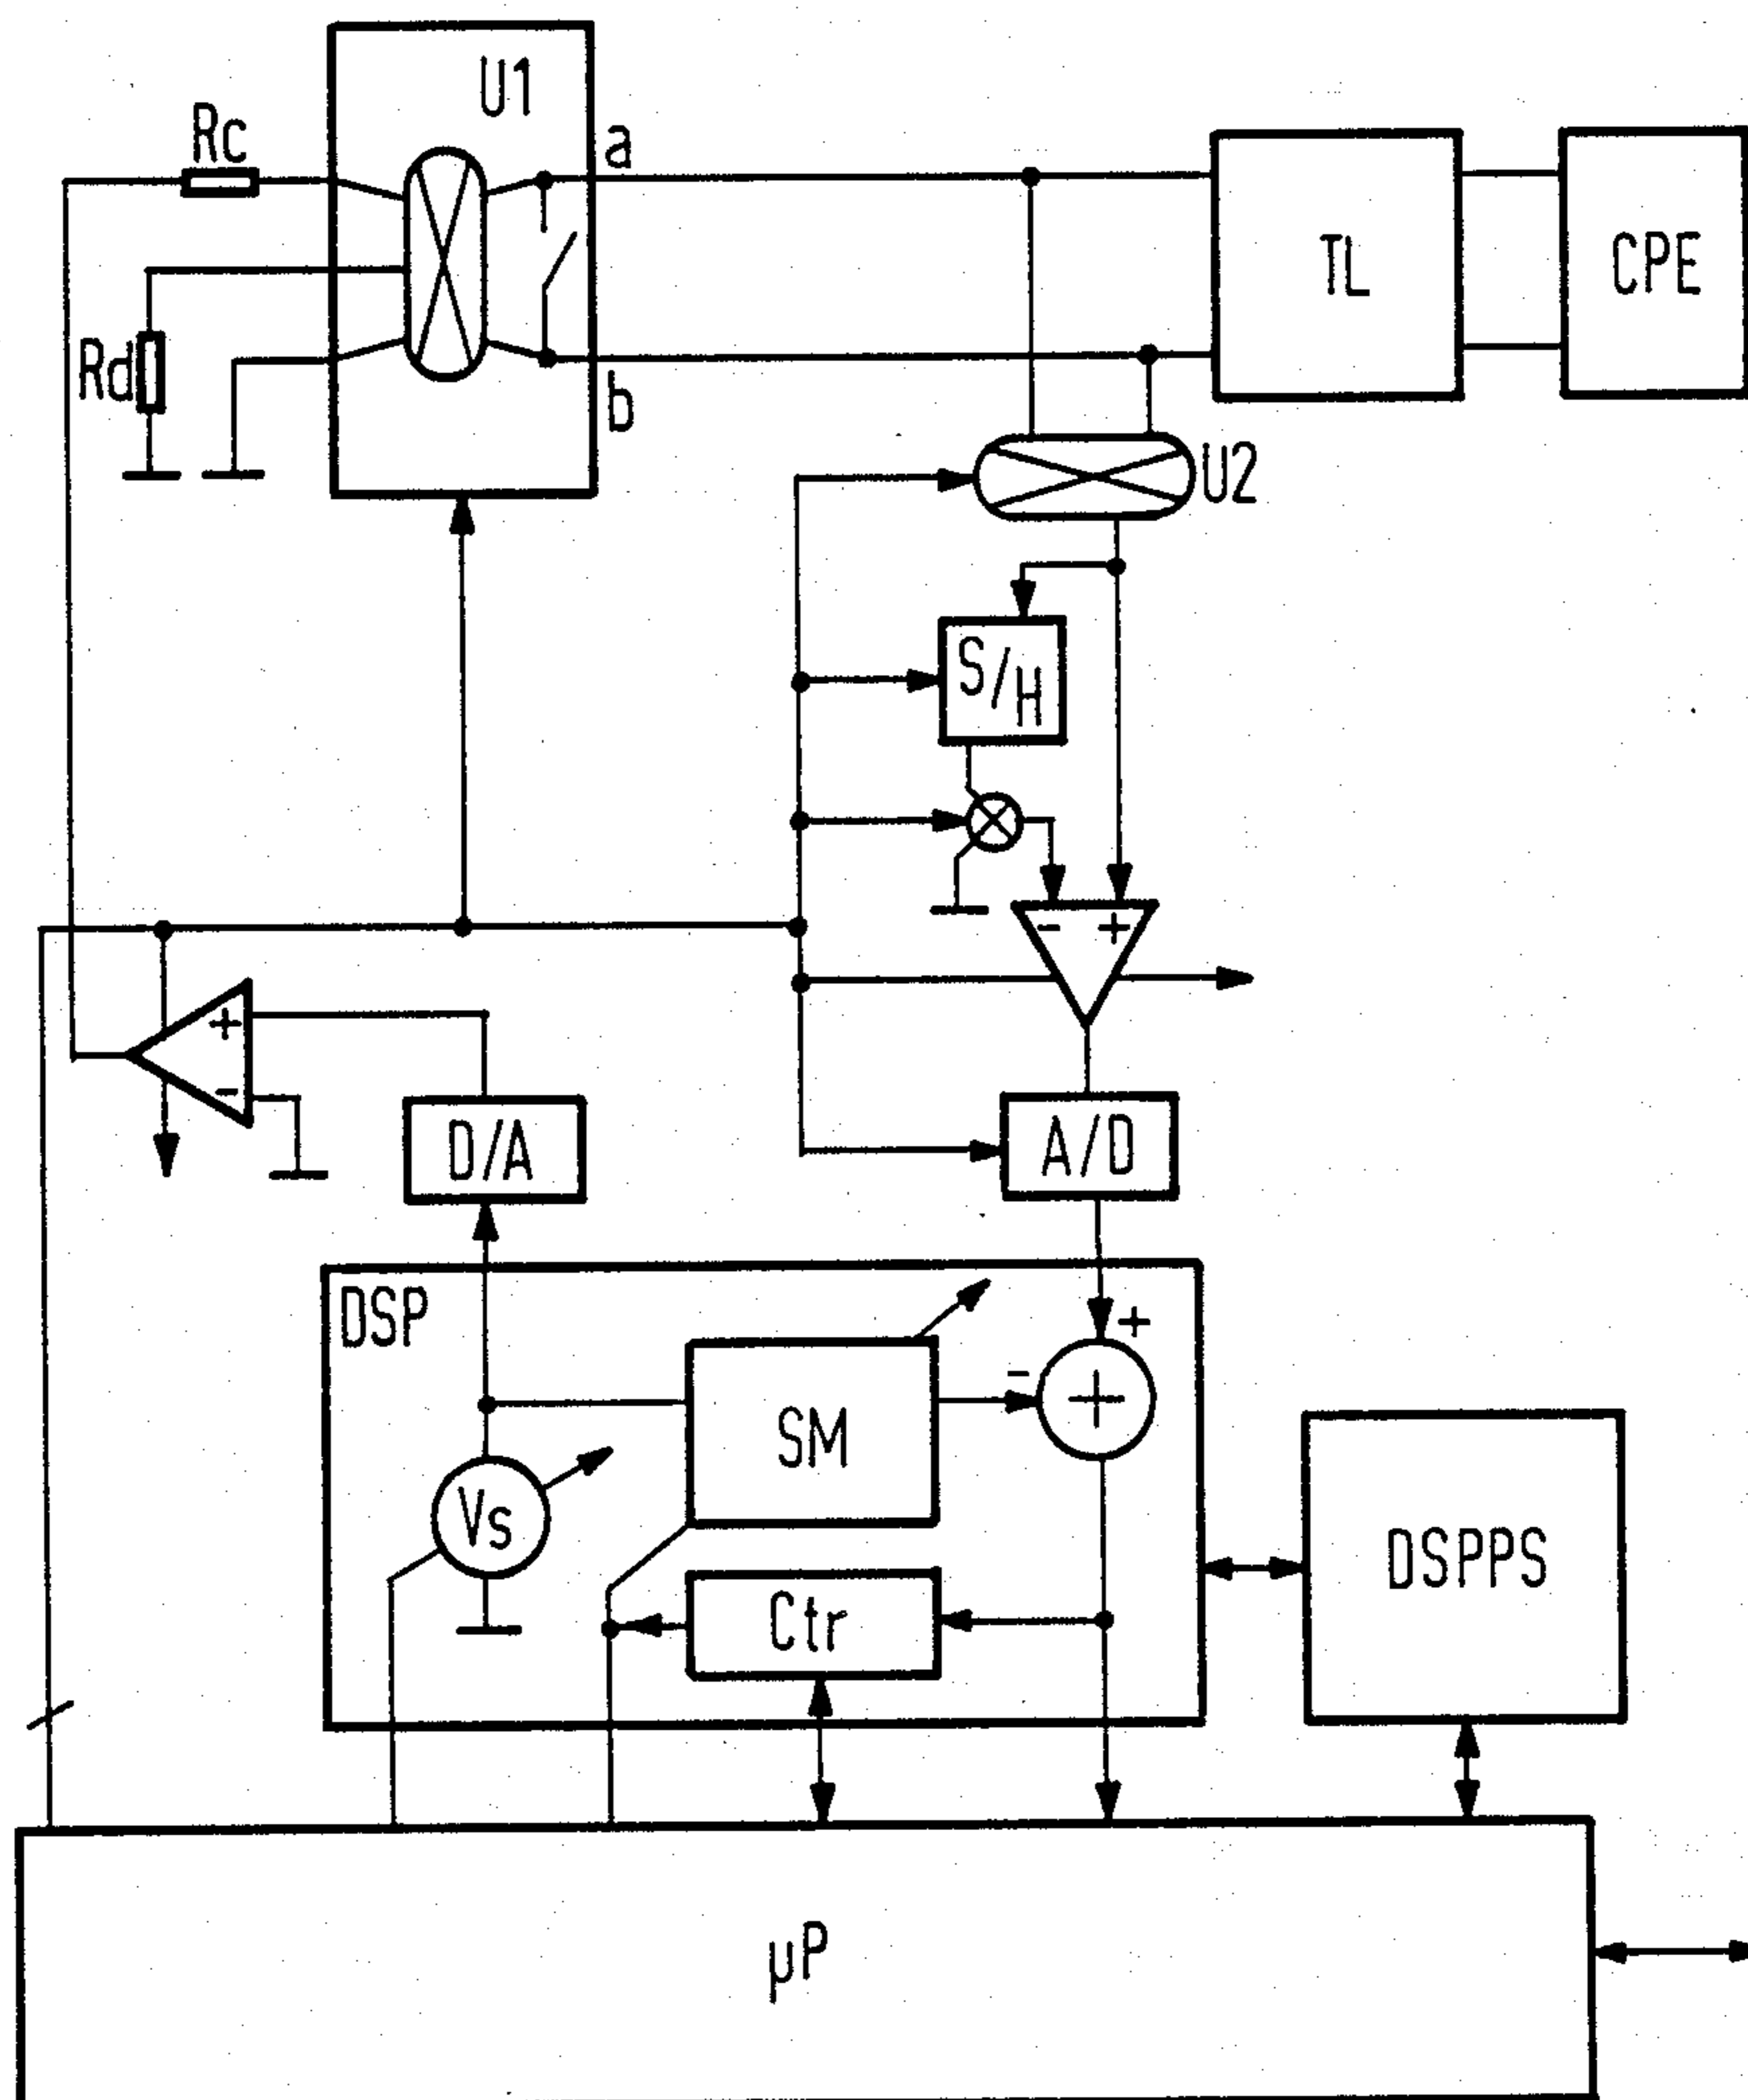 U1
Rc
a
TL
CPE
Rd
b
U2
S/H
- +
+
-
D/A
A/D
DSP
+
-
+
SM
Vs
DSPPS
Ctr
µP